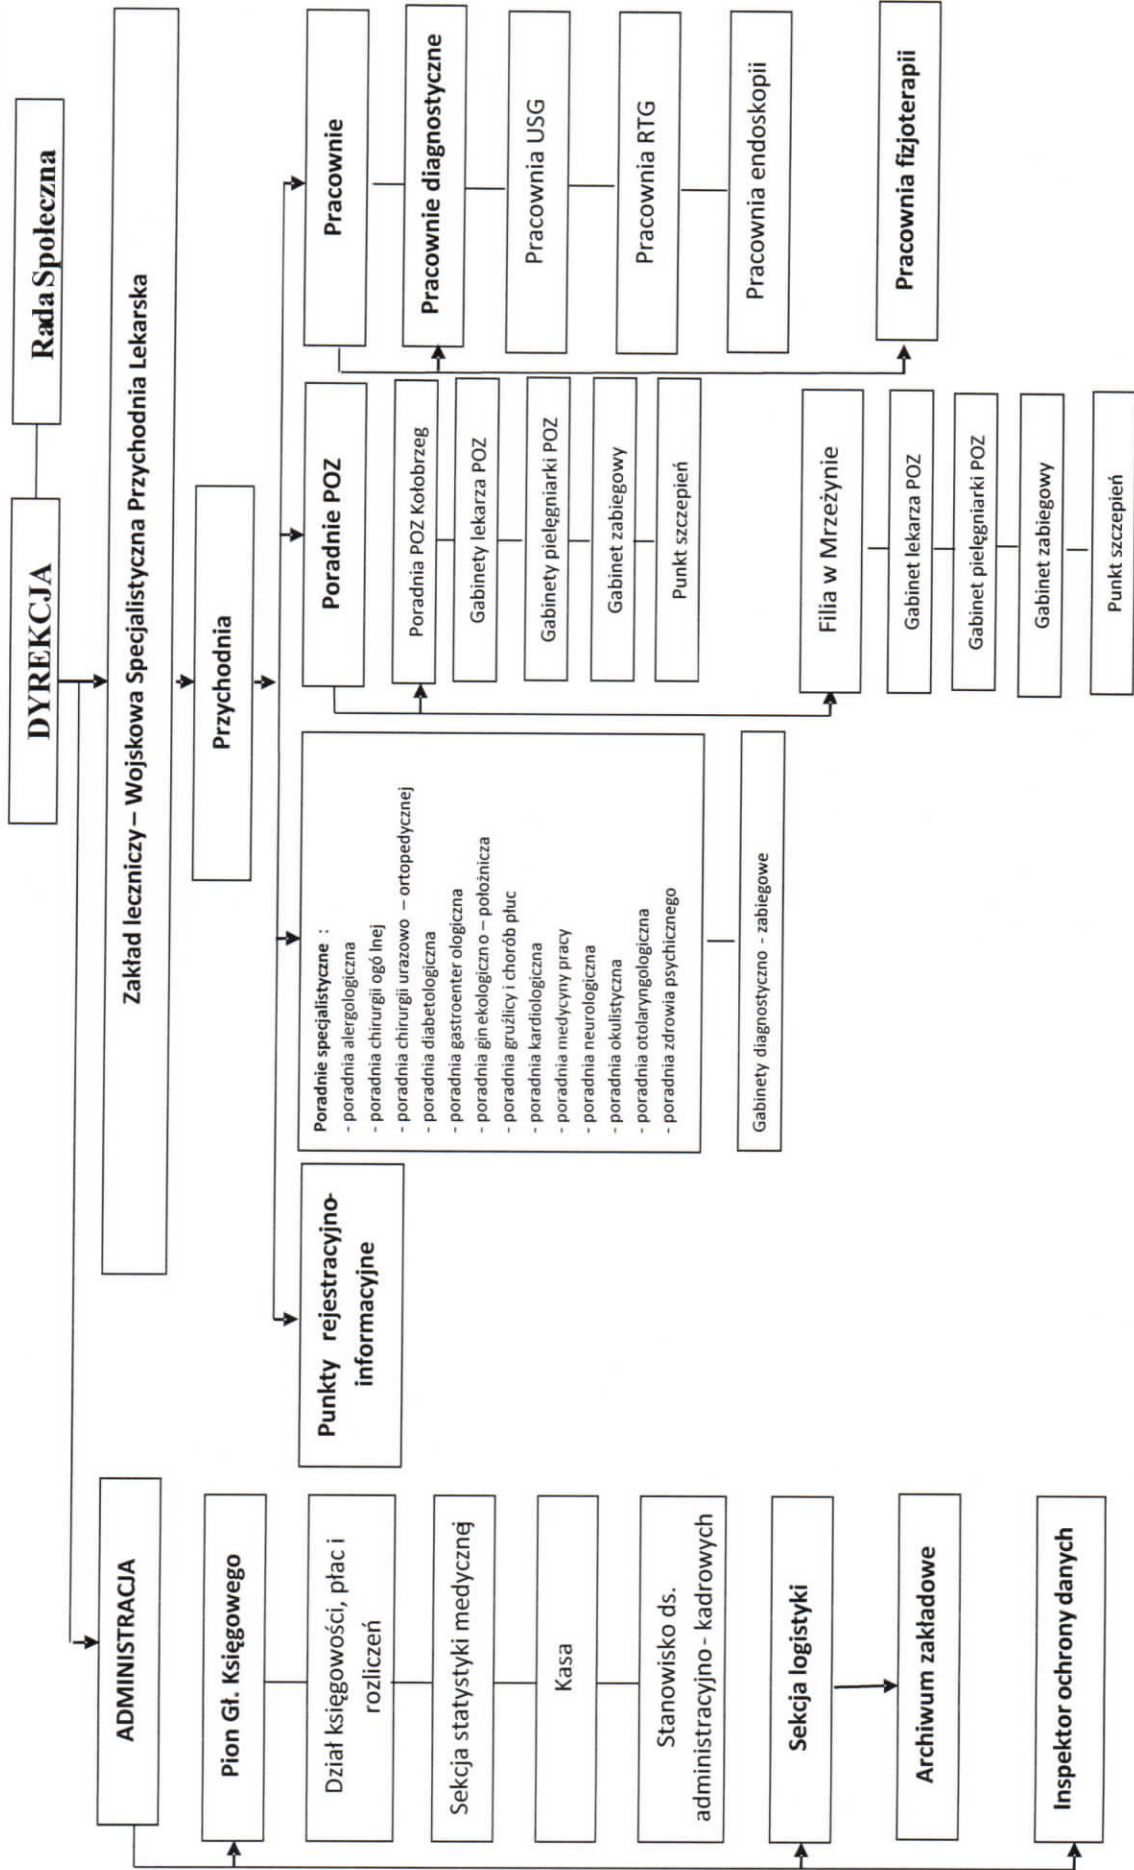 DYREKCJA
Rada Społeczna
Zakład leczniczy– Wojskowa Specjalistyczna Przychodnia Lekarska
Przychodnia
ADMINISTRACJA
Pion Gł. Księgowego
Dział księgowości, płac i
rozliczeń
Sekcja statystyki medycznej
Kasa
Stanowisko ds.
administracyjno - kadrowych
Sekcja logistyki
Archiwum zakładowe
Inspektor ochrony danych
Punkty rejestracyjno-
informacyjne
Poradnie specjalistyczne :
- poradnia alergologiczna
- poradnia chirurgii ogó lnej
- poradnia chirurgii urazowo – ortopedycznej
- poradnia diabetologiczna
- poradnia gastroenter ologiczna
- poradnia gin ekologiczn o – położnicza
- poradnia gruźlicy i chorób płuc
- poradnia kardiologiczna
- poradnia medycyny pracy
- poradnia neurologiczna
- poradnia okulistyczna
- poradnia otolaryngologiczna
- poradnia zdrowia psychicznego
Gabinety diagnostyczno - zabiegowe
Poradnie POZ
Poradnia POZ Kołobrzeg
Gabinety lekarza POZ
Gabinety pielęgniarki POZ
Gabinet zabiegowy
Punkt szczepień
Filia w Mrzeżynie
Gabinet lekarza POZ
Gabinet pielęgniarki POZ
Gabinet zabiegowy
Punkt szczepień
Pracownie
Pracownie diagnostyczne
Pracownia USG
Pracownia RTG
Pracownia endoskopii
Pracownia fizjoterapii